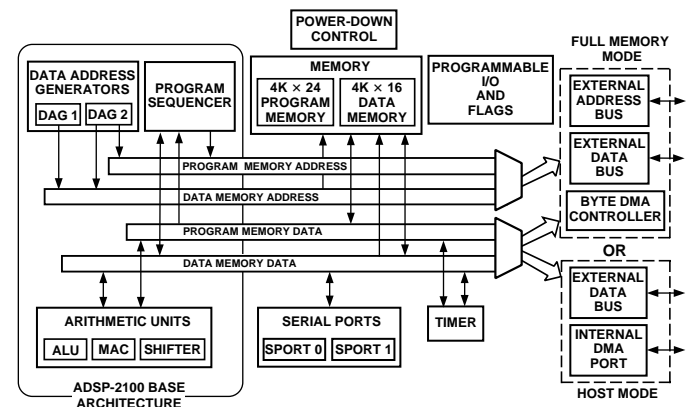 POWER-DOWN
CONTROL
FULL MEMORY
MODE
DATA ADDRESS
GENERATORS
DAG 1
DAG 2
PROGRAM
SEQUENCER
MEMORY
4K × 24
PROGRAM
MEMORY
4K × 16
DATA
MEMORY
PROGRAMMABLE
I/O
AND
FLAGS
EXTERNAL
ADDRESS
BUS
EXTERNAL
DATA
BUS
BYTE DMA
CONTROLLER
PROGRAM MEMORY ADDRESS
DATA MEMORY ADDRESS
PROGRAM MEMORY DATA
DATA MEMORY DATA
OR
EXTERNAL
DATA
BUS
INTERNAL
DMA
PORT
HOST MODE
ARITHMETIC UNITS
ALU
MAC
SHIFTER
SERIAL PORTS
SPORT 0
SPORT 1
TIMER
ADSP-2100 BASE
ARCHITECTURE